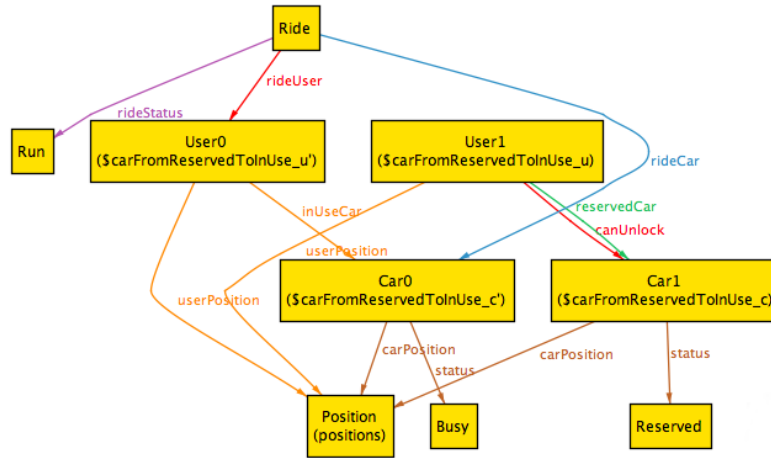 Ride
rideUser
rideStatus
Run
User0
($carFromReservedToInUse_u')
User1
($carFromReservedToInUse_u)
rideCar
inUseCar
reservedCar
canUnlock
userPosition
userPosition
Car0
($carFromReservedToInUse_c')
Car1
($carFromReservedToInUse_c)
carPosition
status
carPosition
status
Position
(positions)
Busy
Reserved